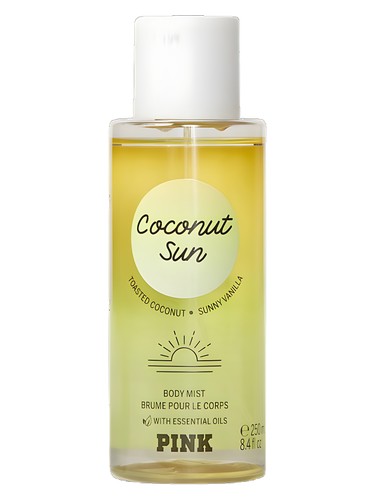 Coconut
Sun
TOASTED COCONUT • SUNNY VANILLA
BODY MIST
BRUME POUR LE CORPS
WITH ESSENTIAL OILS
PINK
℮ 250 m
8.4 fl oz